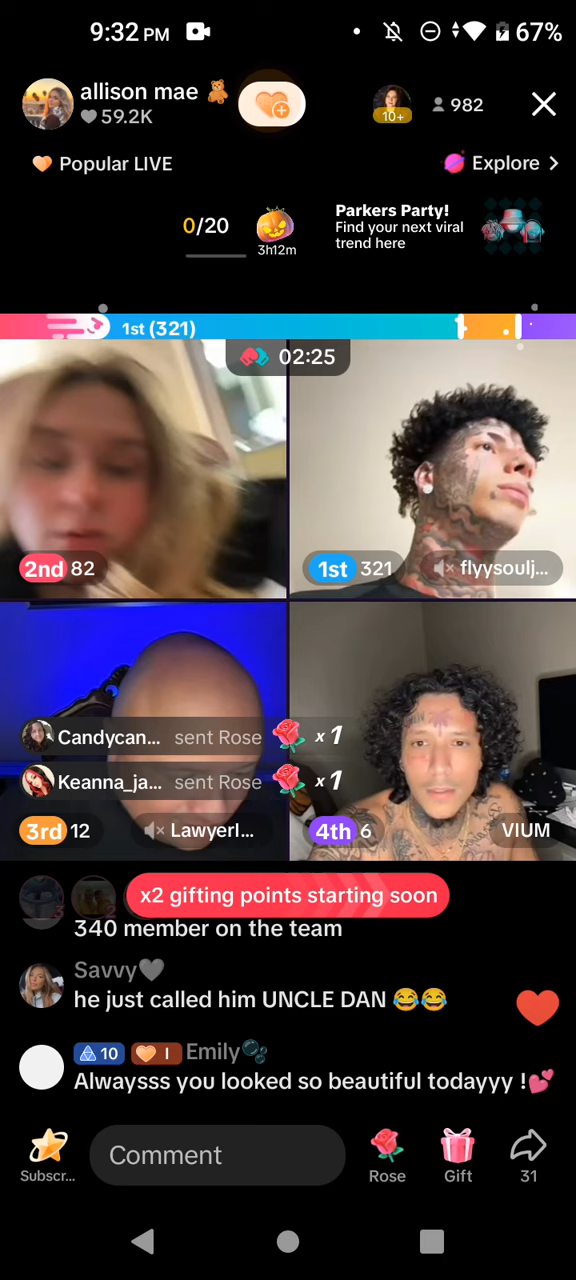 9:32 PM
67%
allison mae
59.2K
10+
982
Popular LIVE
Explore
0/20
3h12m
Parkers Party!
Find your next viral
trend here
1st (321)
02:25
2nd 82
1st 321
flyysoulj...
Candycan... sent Rose x1
Keanna_ja... sent Rose x1
3rd 12
Lawyerl...
4th 6
VIUM
x2 gifting points starting soon
340 member on the team
Savvy🖤
he just called him UNCLE DAN 😂😂
10 I Emily🫧
Alwaysss you looked so beautiful todayyy !💕
Subscr...
Comment
Rose
Gift
31